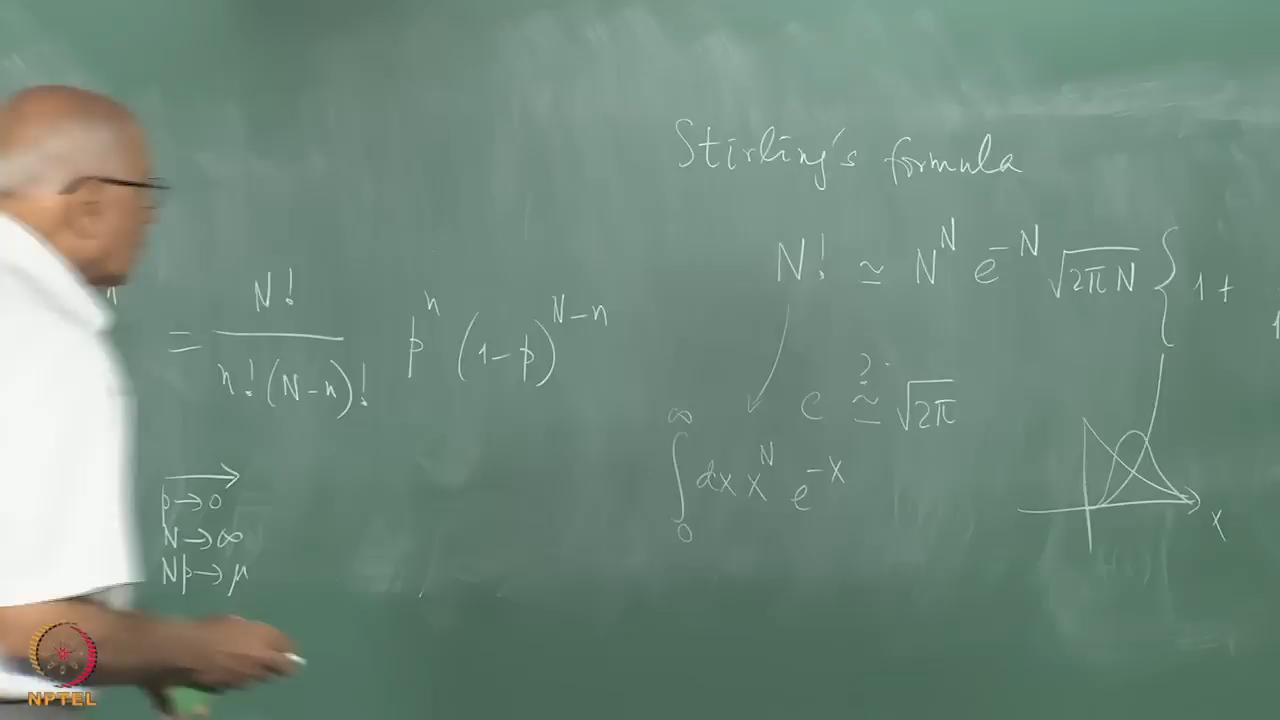 Stirling's formula
N! ≃ N^N e^{-N} √(2πN) { 1 +
= N! / n!(N-n)! p^n (1-p)^{N-n}
e ≃? √(2π)
∫_0^∞ dx x^N e^{-x}
x
p→0
N→∞
Np→μ
NPTEL